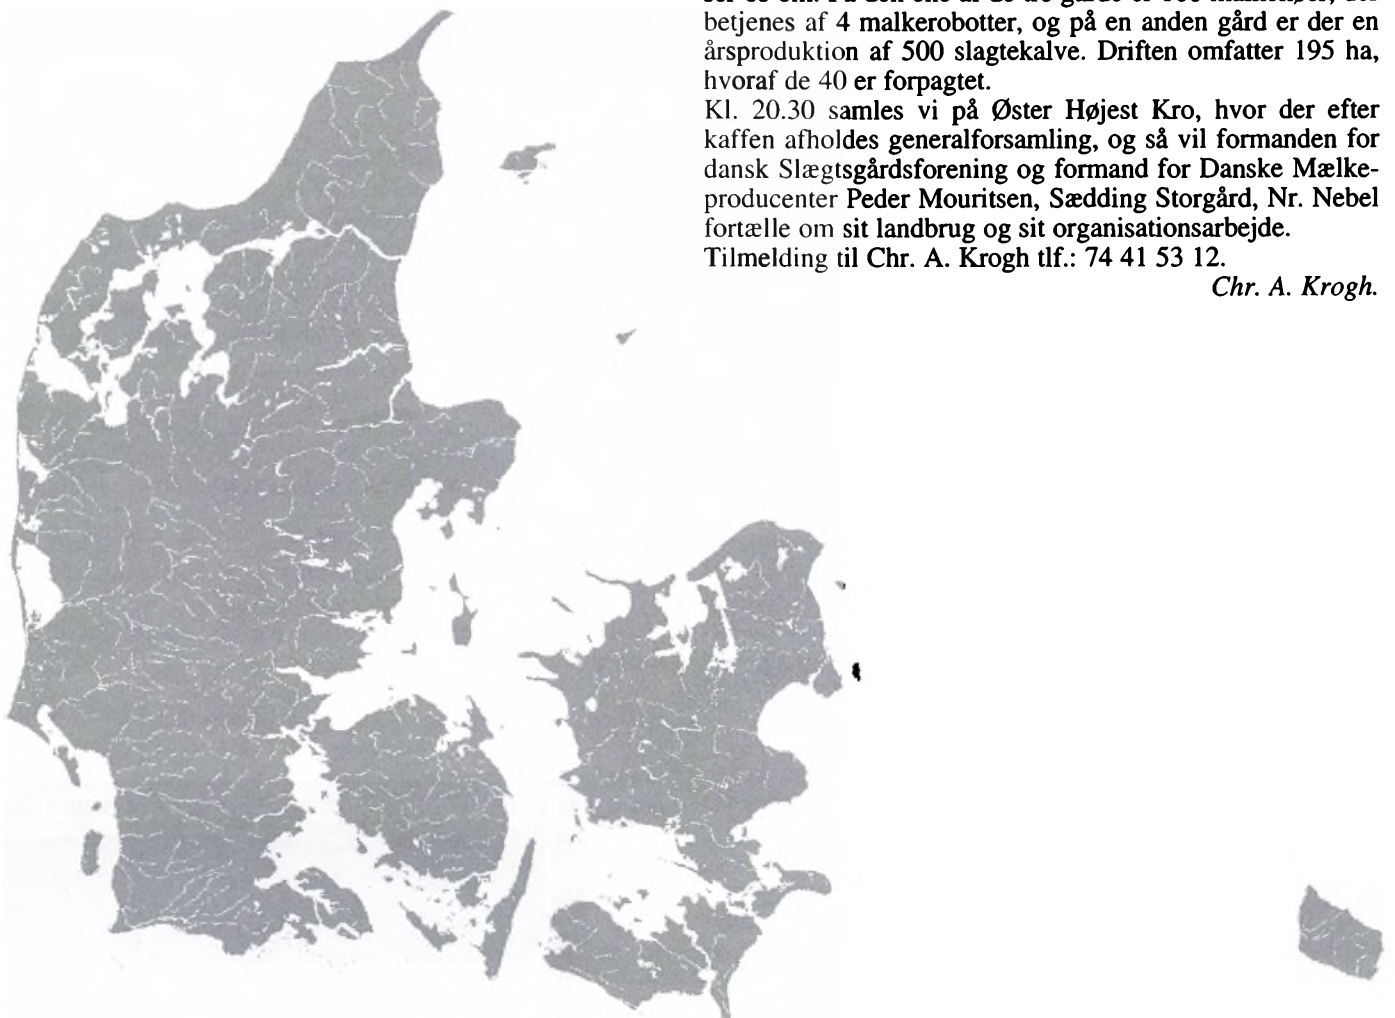 betjenes af 4 malkerobotter, og på en anden gård er der en
årsproduktion af 500 slagtekalve. Driften omfatter 195 ha,
hvoraf de 40 er forpagtet.
Kl. 20.30 samles vi på Øster Højest Kro, hvor der efter
kaffen afholdes generalforsamling, og så vil formanden for
dansk Slægtsgårdsforening og formand for Danske Mælke-
producenter Peder Mouritsen, Sædding Storgård, Nr. Nebel
fortælle om sit landbrug og sit organisationsarbejde.
Tilmelding til Chr. A. Krogh tlf.: 74 41 53 12.
Chr. A. Krogh.